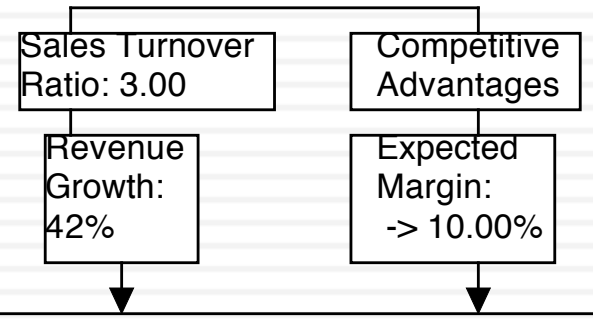 Sales Turnover
Ratio: 3.00
Competitive
Advantages
Revenue
Growth:
42%
Expected
Margin:
-> 10.00%